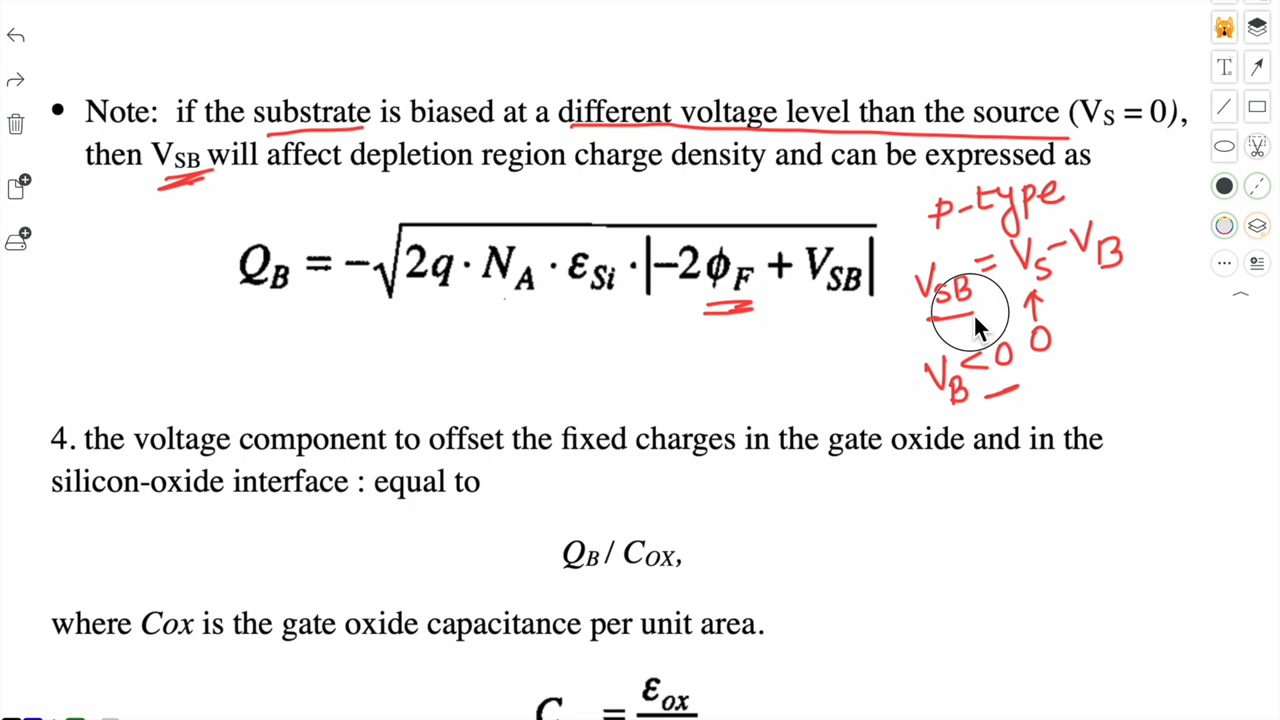 • Note: if the substrate is biased at a different voltage level than the source (VS = 0),
then VSB will affect depletion region charge density and can be expressed as
p-type
QB = −√2q · NA · εSi · |−2ϕF + VSB|
VSB = VS − VB
↑
0
VB < 0
4. the voltage component to offset the fixed charges in the gate oxide and in the
silicon-oxide interface : equal to
QB / COX,
where Cox is the gate oxide capacitance per unit area.
C = εox
T